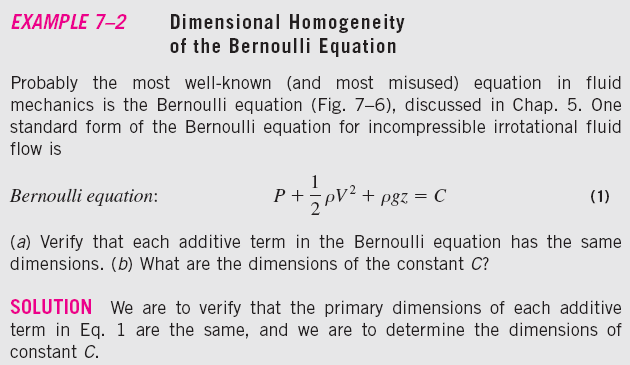 EXAMPLE 7–2 Dimensional Homogeneity
of the Bernoulli Equation
Probably the most well-known (and most misused) equation in fluid
mechanics is the Bernoulli equation (Fig. 7–6), discussed in Chap. 5. One
standard form of the Bernoulli equation for incompressible irrotational fluid
flow is
Bernoulli equation: P + 1/2 ρV² + ρgz = C (1)
(a) Verify that each additive term in the Bernoulli equation has the same
dimensions. (b) What are the dimensions of the constant C?
SOLUTION We are to verify that the primary dimensions of each additive
term in Eq. 1 are the same, and we are to determine the dimensions of
constant C.